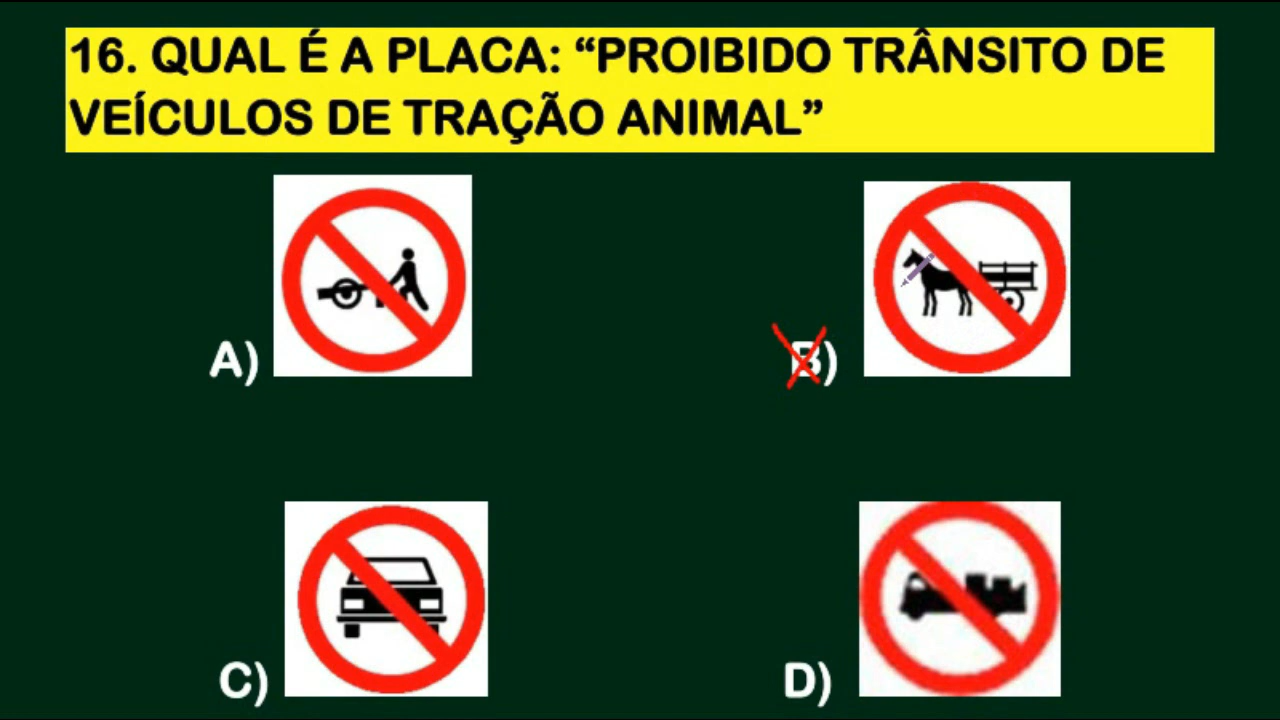 16. QUAL É A PLACA: “PROIBIDO TRÂNSITO DE
VEÍCULOS DE TRAÇÃO ANIMAL”
A)
B)
C)
D)